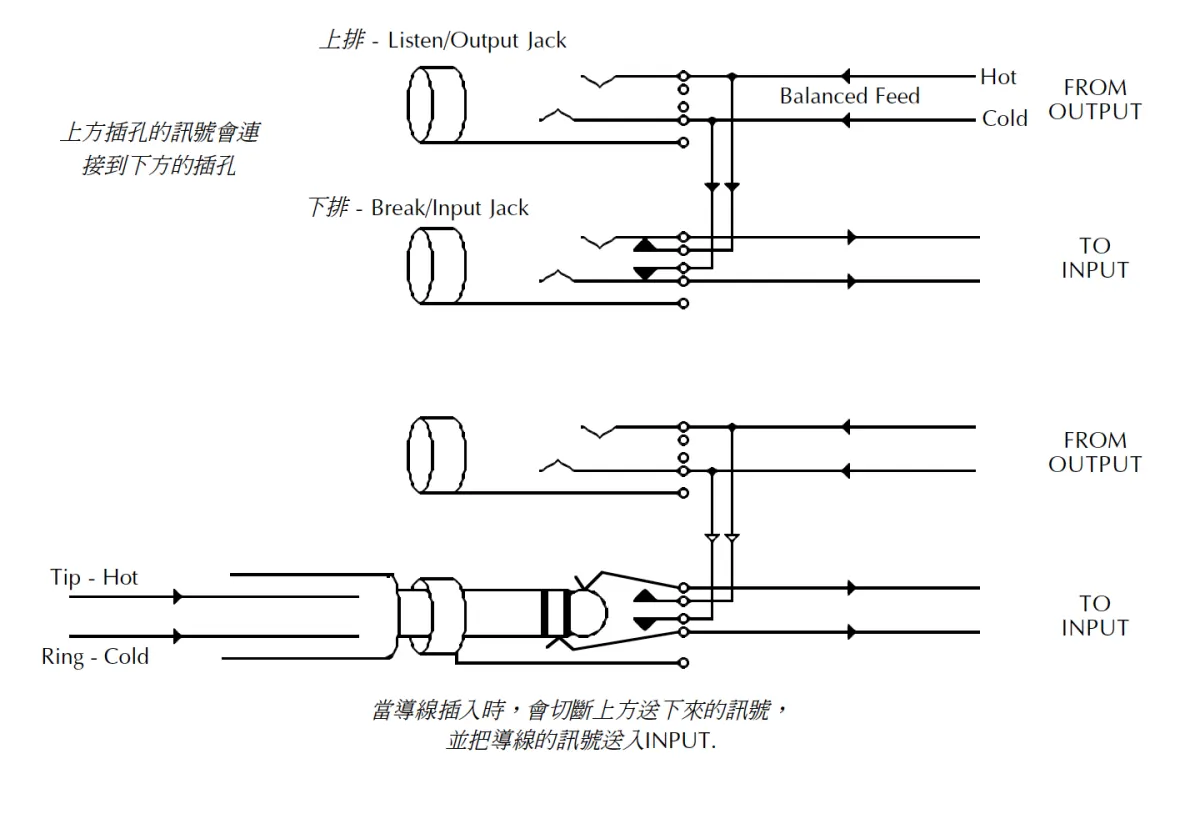 上排 - Listen/Output Jack
Hot
FROM
OUTPUT
Balanced Feed
Cold
上方插孔的訊號會連
接到下方的插孔
下排 - Break/Input Jack
TO
INPUT
FROM
OUTPUT
Tip - Hot
TO
INPUT
Ring - Cold
當導線插入時，會切斷上方送下來的訊號，
並把導線的訊號送入INPUT.